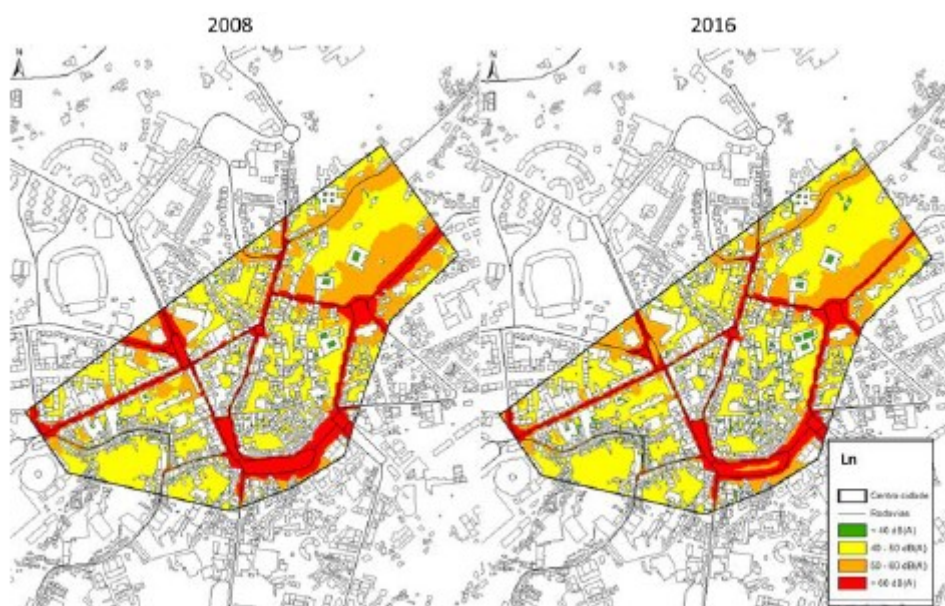 2008
2016
N
N
Ln
Centro cidade
Rodovias
< 40 dB(A)
40 - 50 dB(A)
50 - 60 dB(A)
> 60 dB(A)